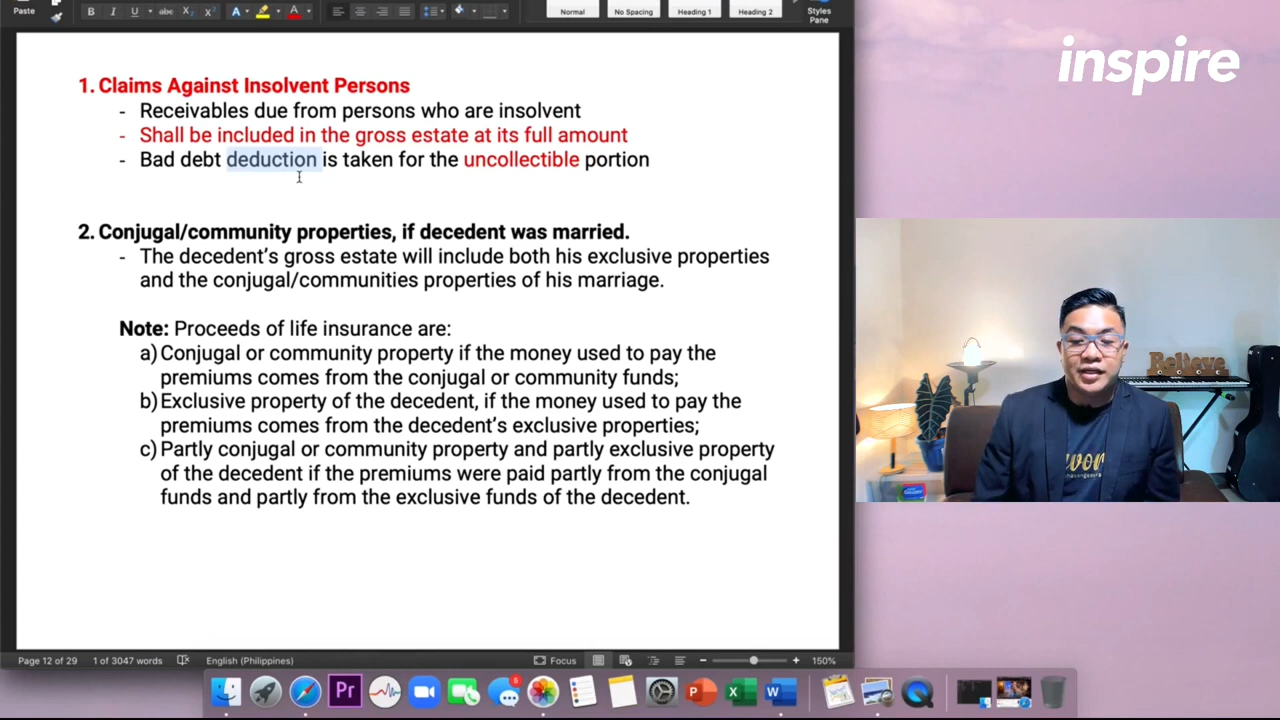 Paste
B I U abc X₂ X² A A
Normal No Spacing Heading 1 Heading 2 Styles Pane
inspire
1. Claims Against Insolvent Persons
- Receivables due from persons who are insolvent
- Shall be included in the gross estate at its full amount
- Bad debt deduction is taken for the uncollectible portion
2. Conjugal/community properties, if decedent was married.
- The decedent’s gross estate will include both his exclusive properties
and the conjugal/communities properties of his marriage.
Note: Proceeds of life insurance are:
a) Conjugal or community property if the money used to pay the
premiums comes from the conjugal or community funds;
b) Exclusive property of the decedent, if the money used to pay the
premiums comes from the decedent’s exclusive properties;
c) Partly conjugal or community property and partly exclusive property
of the decedent if the premiums were paid partly from the conjugal
funds and partly from the exclusive funds of the decedent.
Believe
Page 12 of 29 1 of 3047 words English (Philippines) Focus 150%
Pr 5 P X W